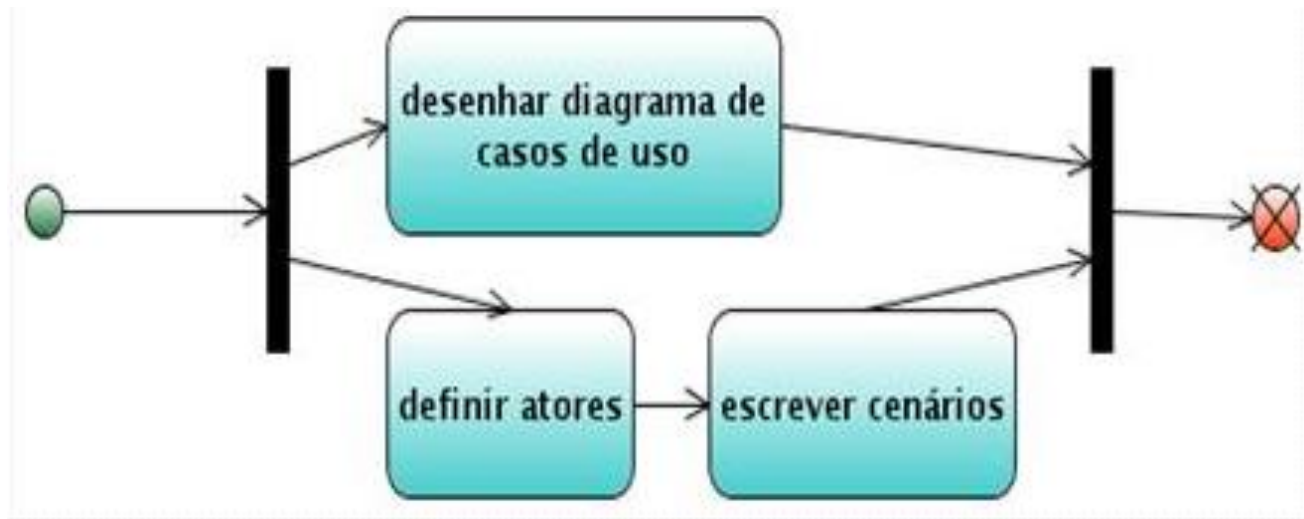 desenhar diagrama de
casos de uso
definir atores
escrever cenários